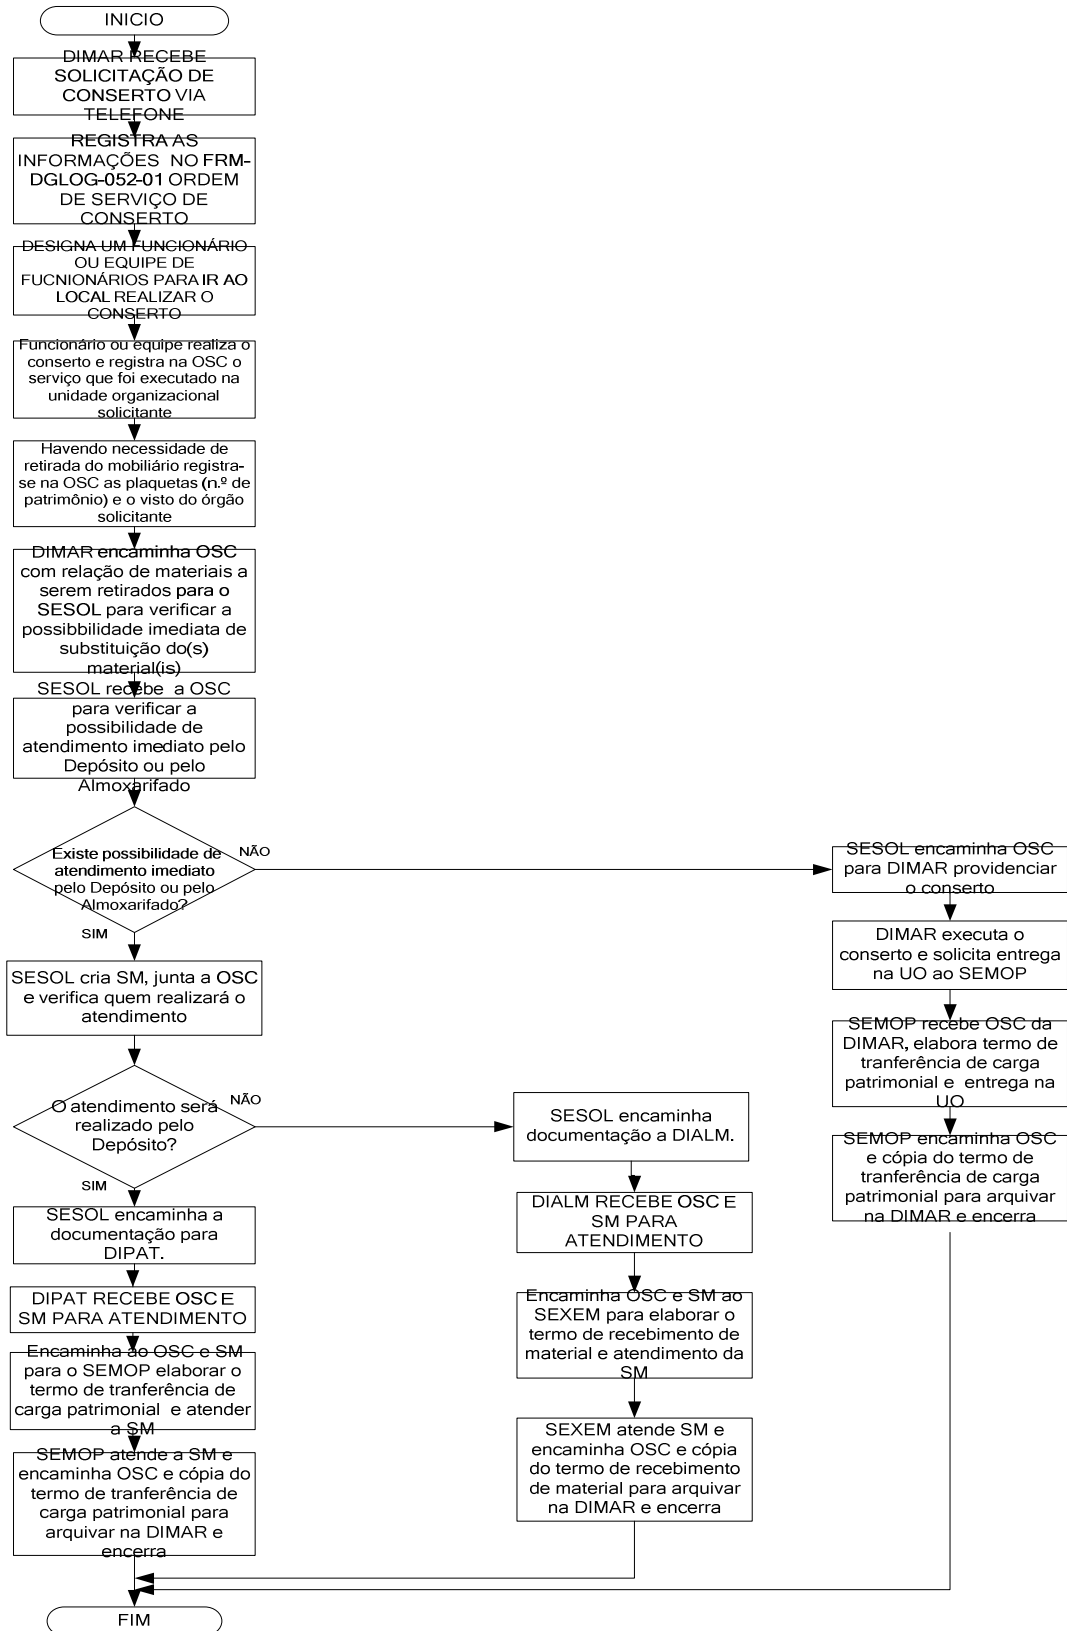 INICIO
DIMAR RECEBE
SOLICITAÇÃO DE
CONSERTO VIA
TELEFONE
REGISTRA AS
INFORMAÇÕES NO FRM-
DGLOG-052-01 ORDEM
DE SERVIÇO DE
CONSERTO
DESIGNA UM FUNCIONÁRIO
OU EQUIPE DE
FUCNIONÁRIOS PARA IR AO
LOCAL REALIZAR O
CONSERTO
Funcionário ou equipe realiza o
conserto e registra na OSC o
serviço que foi executado na
unidade organizacional
solicitante
Havendo necessidade de
retirada do mobiliário registra-
se na OSC as plaquetas (n.º de
patrimônio) e o visto do órgão
solicitante
DIMAR encaminha OSC
com relação de materiais a
serem retirados para o
SESOL para verificar a
possibbilidade imediata de
substituição do(s)
material(is)
SESOL recebe a OSC
para verificar a
possibilidade de
atendimento imediato pelo
Depósito ou pelo
Almoxarifado
Existe possibilidade de
atendimento imediato
pelo Depósito ou pelo
Almoxarifado?
NÃO
SIM
SESOL encaminha OSC
para DIMAR providenciar
o conserto
DIMAR executa o
conserto e solicita entrega
na UO ao SEMOP
SEMOP recebe OSC da
DIMAR, elabora termo de
tranferência de carga
patrimonial e entrega na
UO
SEMOP encaminha OSC
e cópia do termo de
tranferência de carga
patrimonial para arquivar
na DIMAR e encerra
SESOL cria SM, junta a OSC
e verifica quem realizará o
atendimento
O atendimento será
realizado pelo
Depósito?
NÃO
SIM
SESOL encaminha
documentação a DIALM.
DIALM RECEBE OSC E
SM PARA
ATENDIMENTO
Encaminha OSC e SM ao
SEXEM para elaborar o
termo de recebimento de
material e atendimento da
SM
SEXEM atende SM e
encaminha OSC e cópia
do termo de recebimento
de material para arquivar
na DIMAR e encerra
SESOL encaminha a
documentação para
DIPAT.
DIPAT RECEBE OSC E
SM PARA ATENDIMENTO
Encaminha ao OSC e SM
para o SEMOP elaborar o
termo de tranferência de
carga patrimonial e atender
a SM
SEMOP atende a SM e
encaminha OSC e cópia do
termo de tranferência de
carga patrimonial para
arquivar na DIMAR e
encerra
FIM